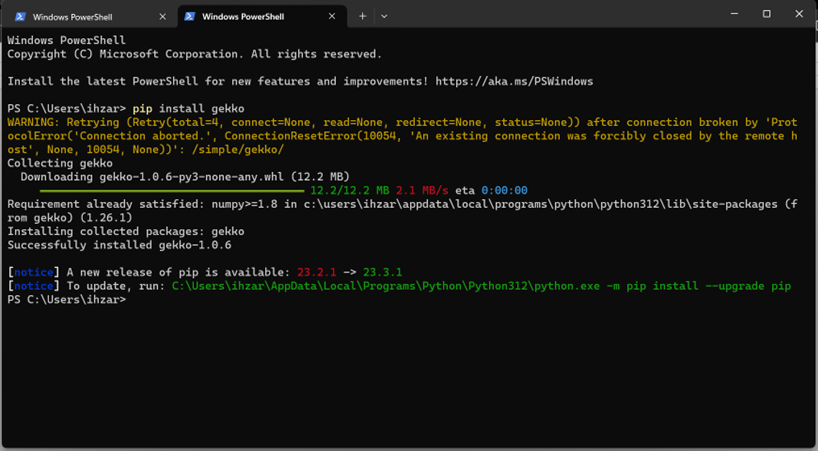 Windows PowerShell
Windows PowerShell
Windows PowerShell
Copyright (C) Microsoft Corporation. All rights reserved.
Install the latest PowerShell for new features and improvements! https://aka.ms/PSWindows
PS C:\Users\ihzar> pip install gekko
WARNING: Retrying (Retry(total=4, connect=None, read=None, redirect=None, status=None)) after connection broken by 'Prot
ocolError('Connection aborted.', ConnectionResetError(10054, 'An existing connection was forcibly closed by the remote h
ost', None, 10054, None))': /simple/gekko/
Collecting gekko
  Downloading gekko-1.0.6-py3-none-any.whl (12.2 MB)
12.2/12.2 MB 2.1 MB/s eta 0:00:00
Requirement already satisfied: numpy>=1.8 in c:\users\ihzar\appdata\local\programs\python\python312\lib\site-packages (f
rom gekko) (1.26.1)
Installing collected packages: gekko
Successfully installed gekko-1.0.6
[notice] A new release of pip is available: 23.2.1 -> 23.3.1
[notice] To update, run: C:\Users\ihzar\AppData\Local\Programs\Python\Python312\python.exe -m pip install --upgrade pip
PS C:\Users\ihzar>